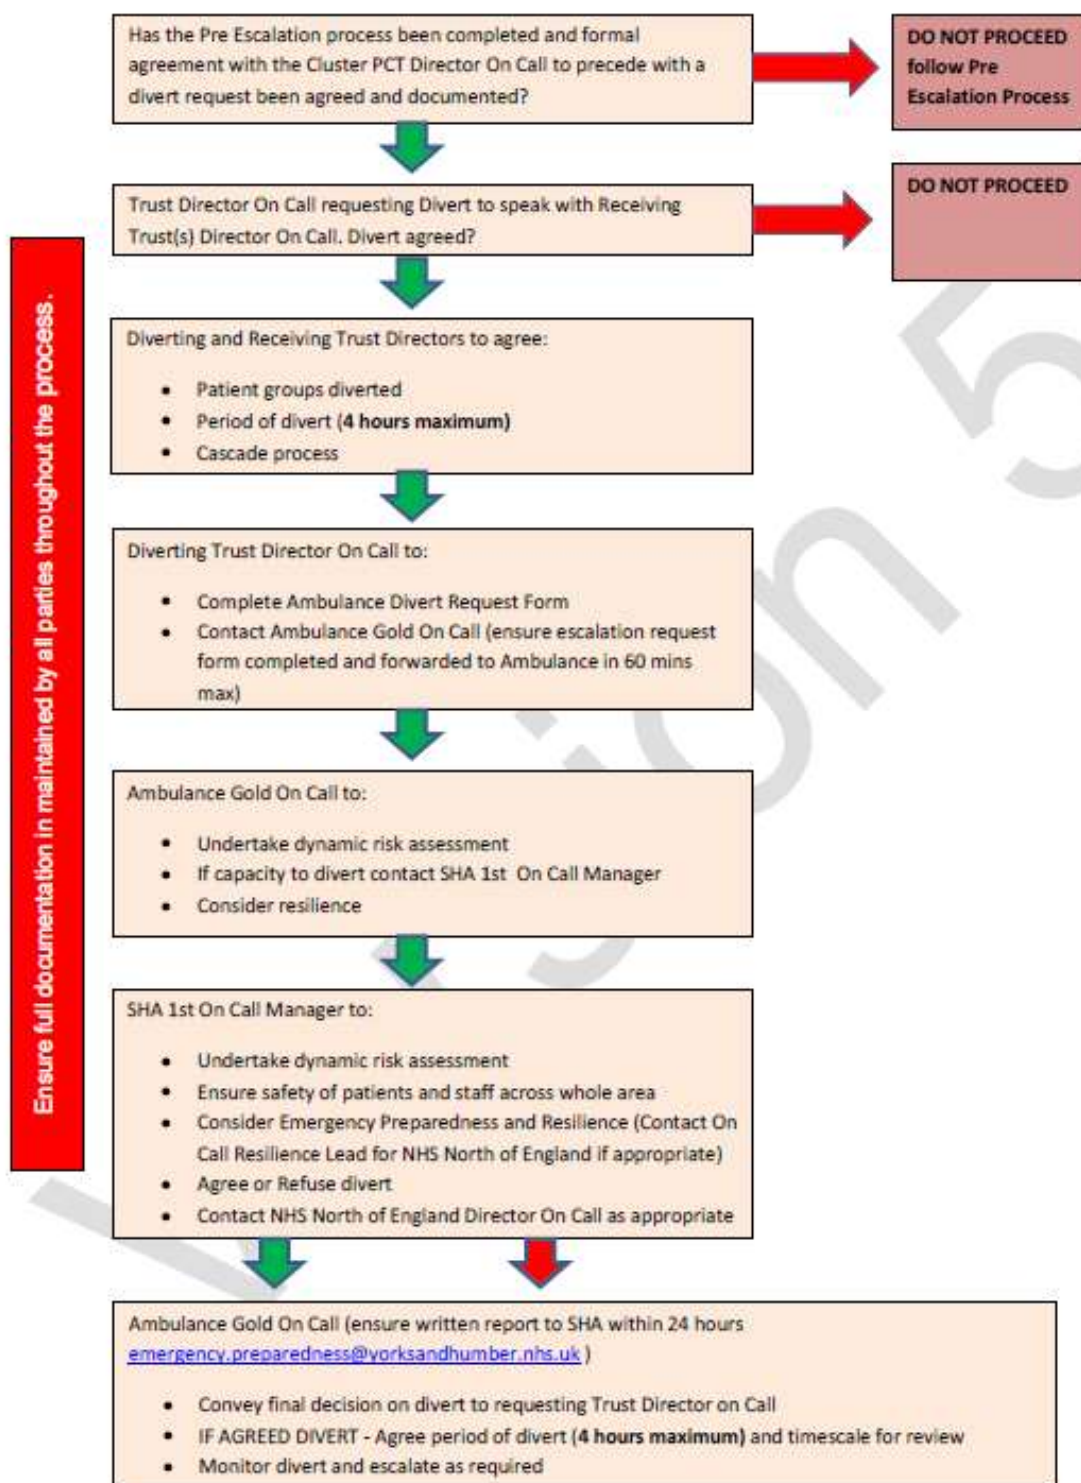 Has the Pre Escalation process been completed and formal
agreement with the Cluster PCT Director On Call to precede with a
divert request been agreed and documented?
DO NOT PROCEED
follow Pre
Escalation Process
Trust Director On Call requesting Divert to speak with Receiving
Trust(s) Director On Call. Divert agreed?
DO NOT PROCEED
Ensure full documentation in maintained by all parties throughout the process.
Diverting and Receiving Trust Directors to agree:
• Patient groups diverted
• Period of divert (4 hours maximum)
• Cascade process
Diverting Trust Director On Call to:
• Complete Ambulance Divert Request Form
• Contact Ambulance Gold On Call (ensure escalation request
form completed and forwarded to Ambulance in 60 mins
max)
Ambulance Gold On Call to:
• Undertake dynamic risk assessment
• If capacity to divert contact SHA 1st On Call Manager
• Consider resilience
SHA 1st On Call Manager to:
• Undertake dynamic risk assessment
• Ensure safety of patients and staff across whole area
• Consider Emergency Preparedness and Resilience (Contact On
Call Resilience Lead for NHS North of England if appropriate)
• Agree or Refuse divert
• Contact NHS North of England Director On Call as appropriate
Ambulance Gold On Call (ensure written report to SHA within 24 hours
emergency.preparedness@yorksandhumber.nhs.uk )
• Convey final decision on divert to requesting Trust Director on Call
• IF AGREED DIVERT - Agree period of divert (4 hours maximum) and timescale for review
• Monitor divert and escalate as required